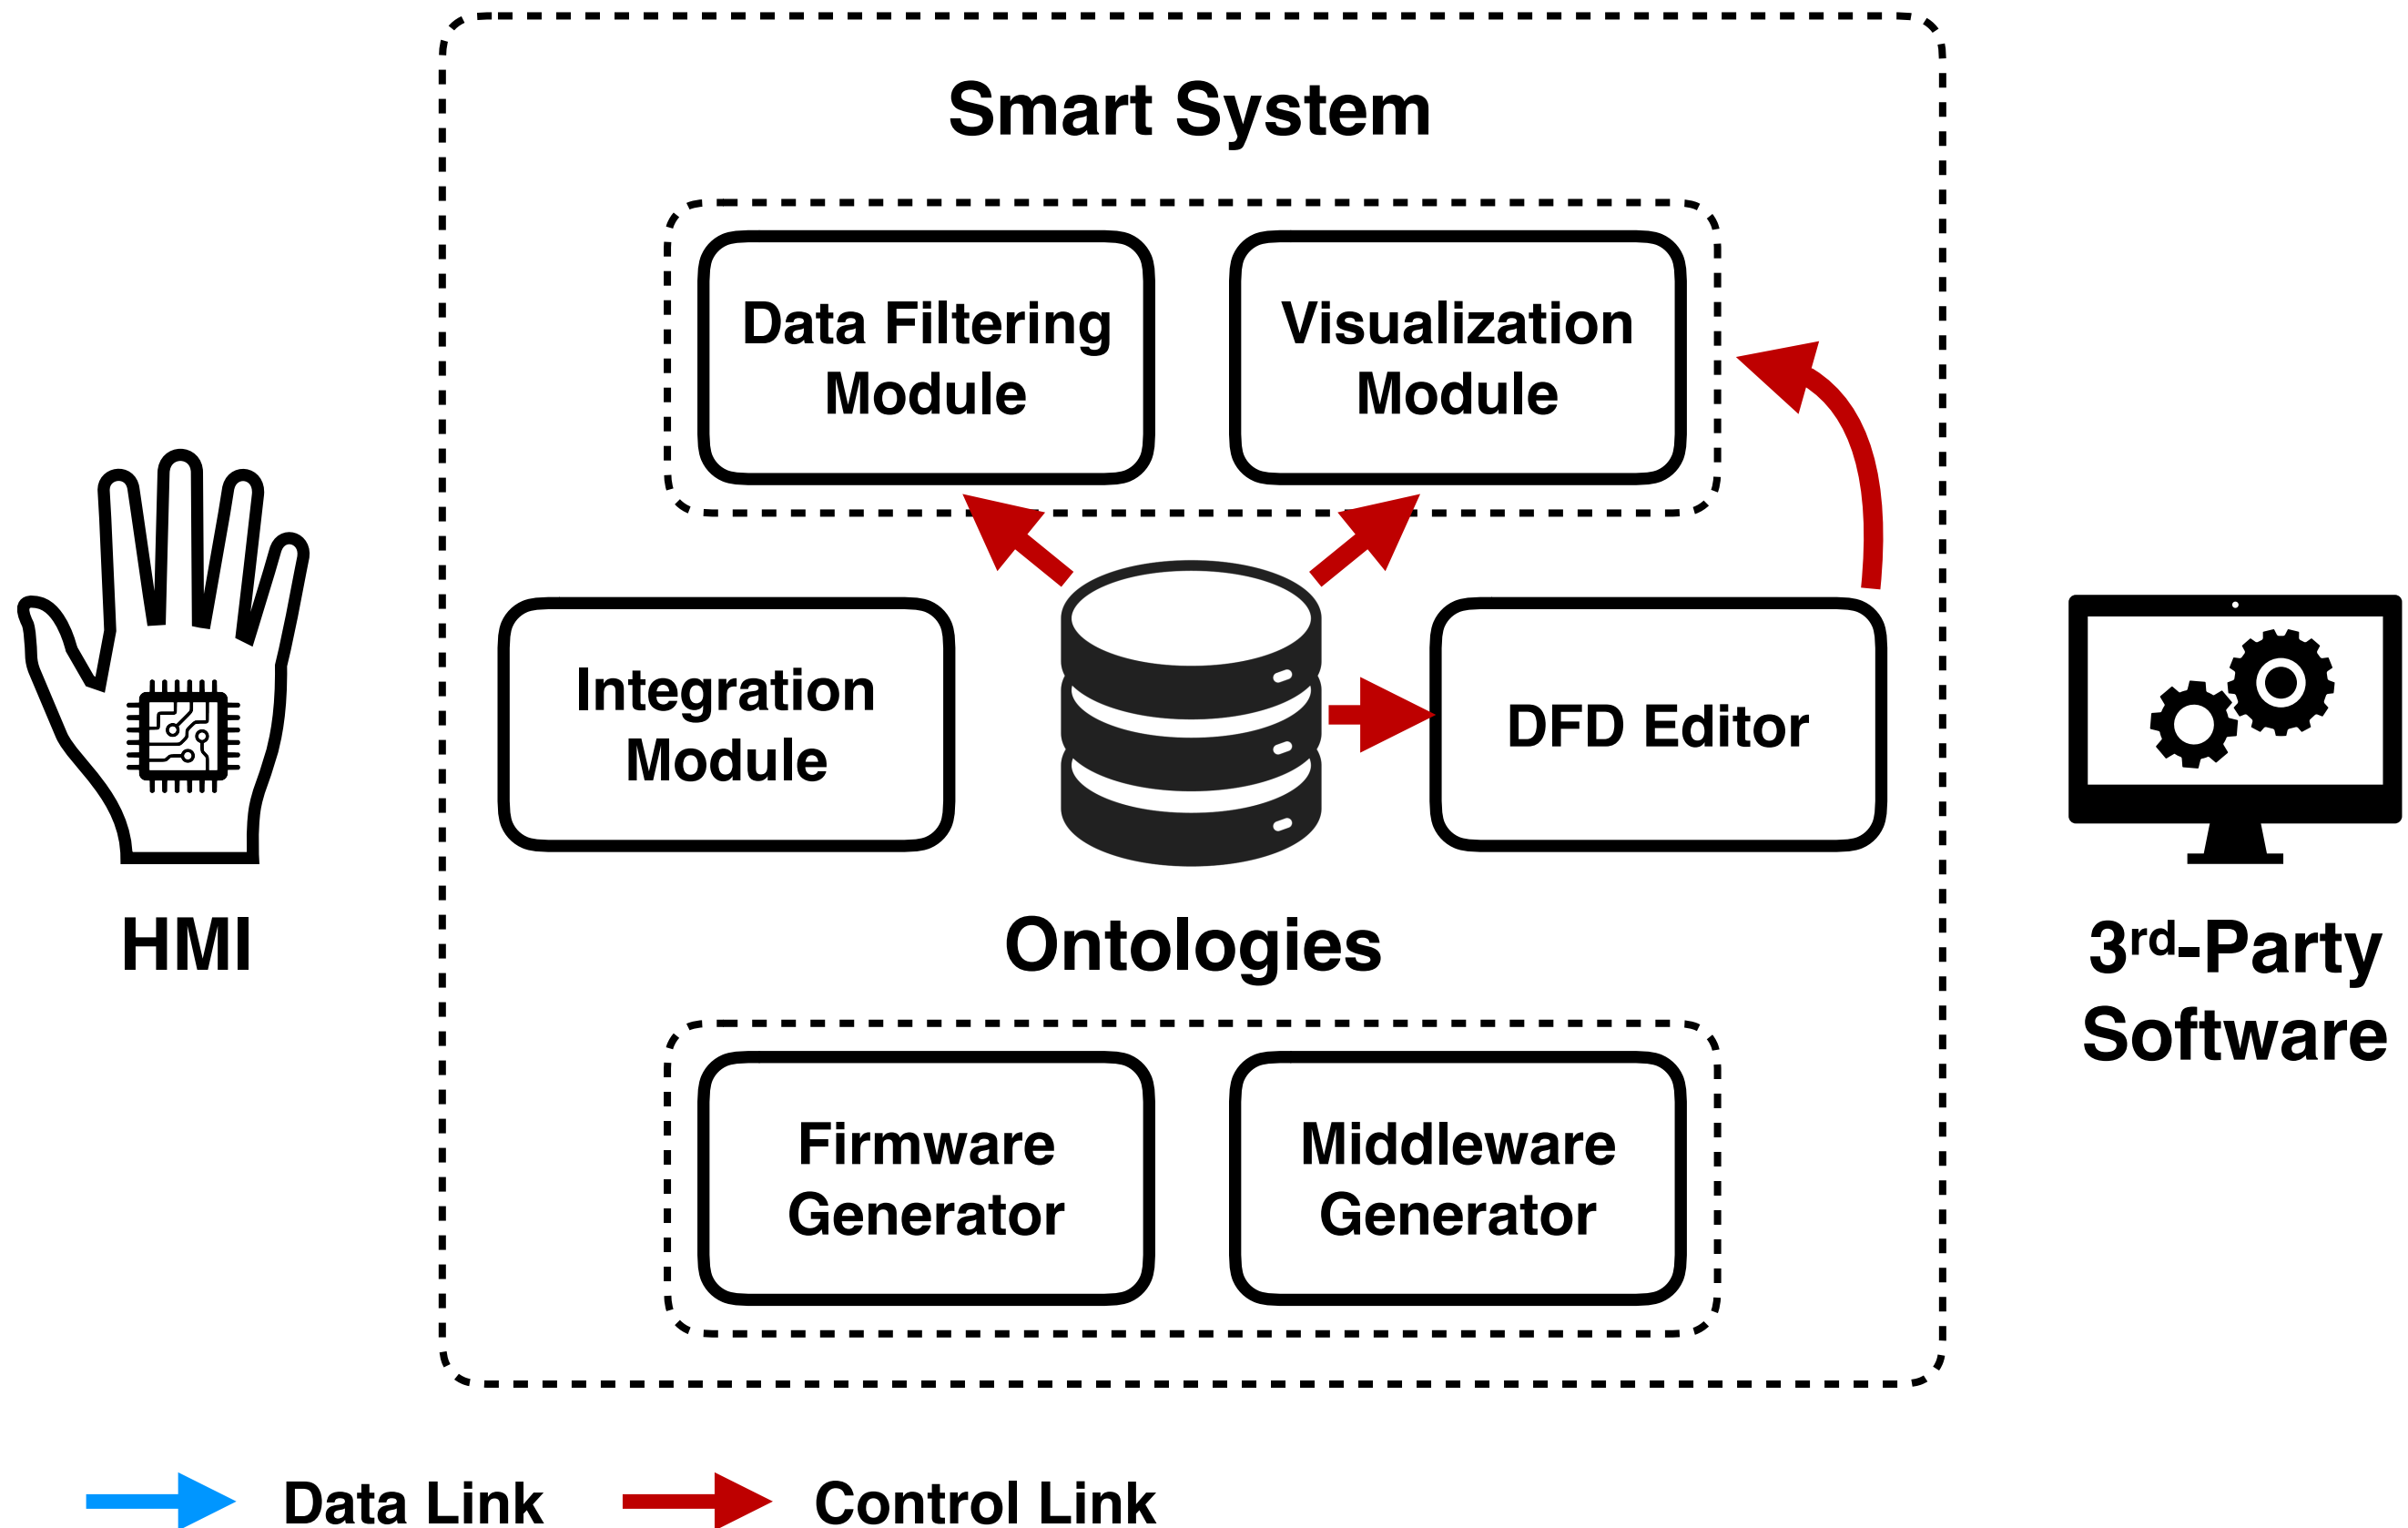 Smart System
Data Filtering
Module
Visualization
Module
Integration
Module
DFD Editor
HMI
Ontologies
3rd-Party
Software
Firmware
Generator
Middleware
Generator
Data Link
Control Link